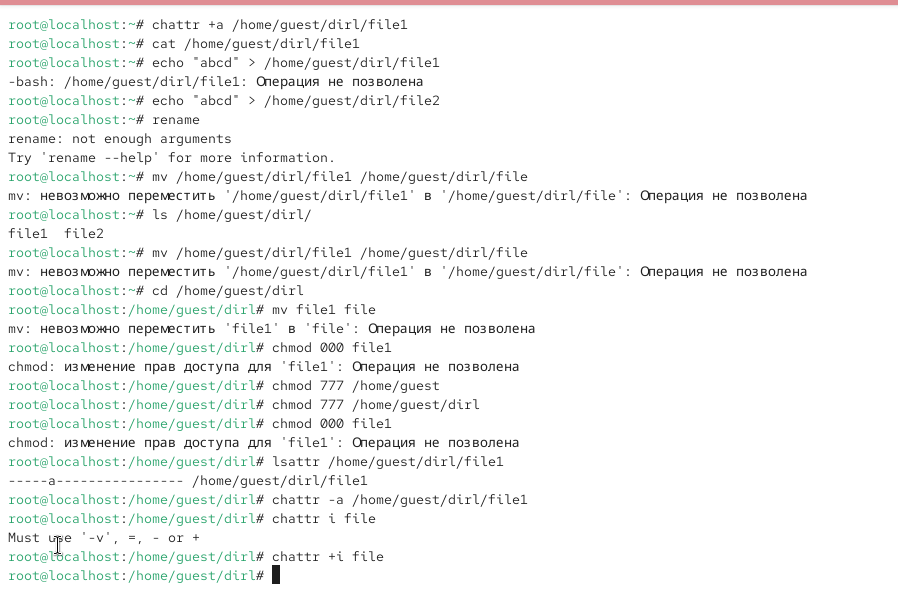 root@localhost:~# chattr +a /home/guest/dirl/file1
root@localhost:~# cat /home/guest/dirl/file1
root@localhost:~# echo "abcd" > /home/guest/dirl/file1
-bash: /home/guest/dirl/file1: Операция не позволена
root@localhost:~# echo "abcd" > /home/guest/dirl/file2
root@localhost:~# rename
rename: not enough arguments
Try 'rename --help' for more information.
root@localhost:~# mv /home/guest/dirl/file1 /home/guest/dirl/file
mv: невозможно переместить '/home/guest/dirl/file1' в '/home/guest/dirl/file': Операция не позволена
root@localhost:~# ls /home/guest/dirl/
file1  file2
root@localhost:~# mv /home/guest/dirl/file1 /home/guest/dirl/file
mv: невозможно переместить '/home/guest/dirl/file1' в '/home/guest/dirl/file': Операция не позволена
root@localhost:~# cd /home/guest/dirl
root@localhost:/home/guest/dirl# mv file1 file
mv: невозможно переместить 'file1' в 'file': Операция не позволена
root@localhost:/home/guest/dirl# chmod 000 file1
chmod: изменение прав доступа для 'file1': Операция не позволена
root@localhost:/home/guest/dirl# chmod 777 /home/guest
root@localhost:/home/guest/dirl# chmod 777 /home/guest/dirl
root@localhost:/home/guest/dirl# chmod 000 file1
chmod: изменение прав доступа для 'file1': Операция не позволена
root@localhost:/home/guest/dirl# lsattr /home/guest/dirl/file1
-----a---------------- /home/guest/dirl/file1
root@localhost:/home/guest/dirl# chattr -a /home/guest/dirl/file1
root@localhost:/home/guest/dirl# chattr i file
Must use '-v', =, - or +
root@localhost:/home/guest/dirl# chattr +i file
root@localhost:/home/guest/dirl#